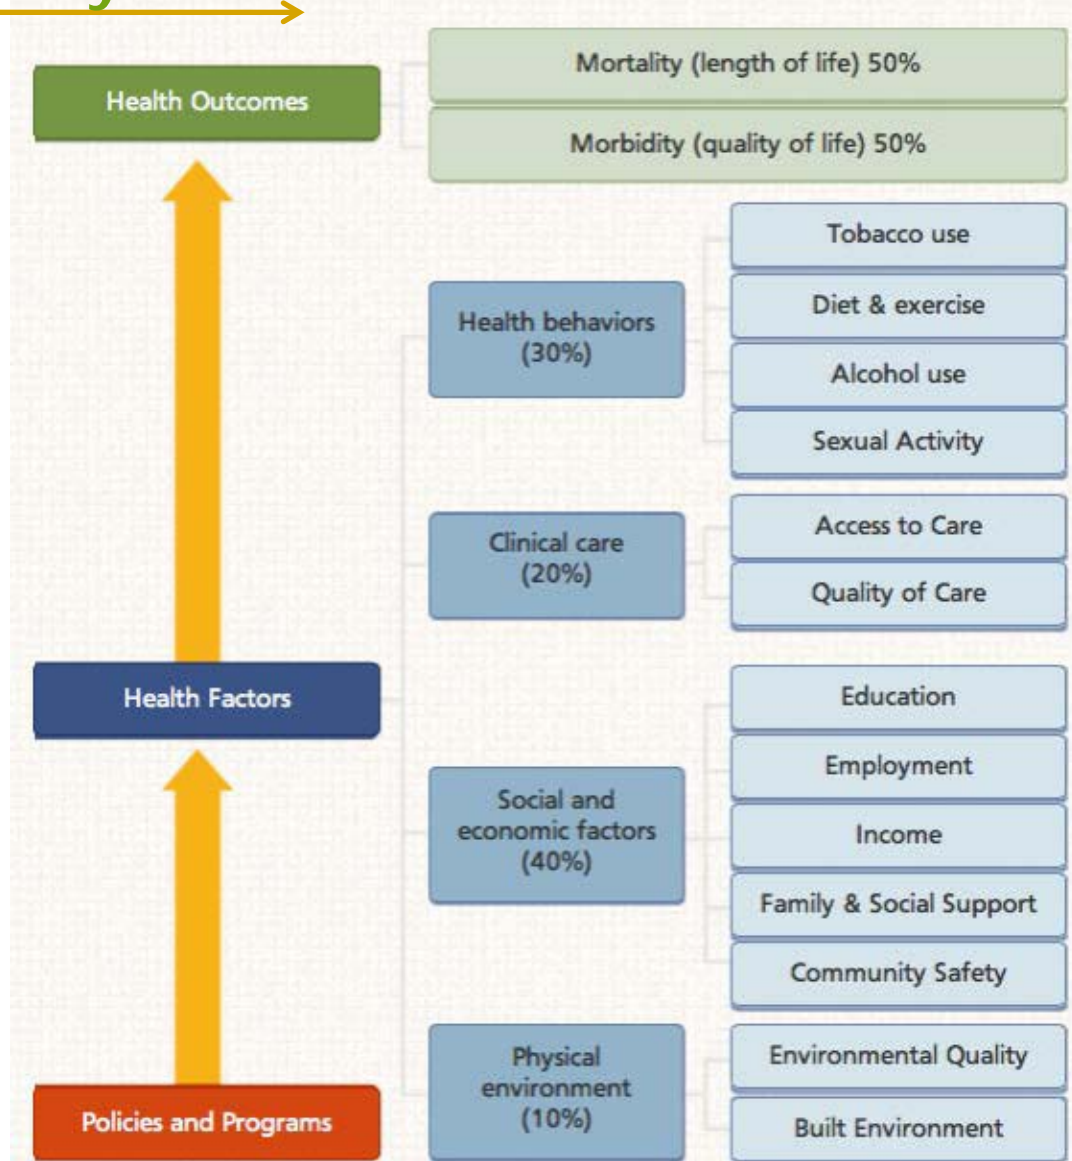 Health Outcomes
Mortality (length of life) 50%
Morbidity (quality of life) 50%
Health Factors
Health behaviors
(30%)
Tobacco use
Diet & exercise
Alcohol use
Sexual Activity
Clinical care
(20%)
Access to Care
Quality of Care
Social and
economic factors
(40%)
Education
Employment
Income
Family & Social Support
Community Safety
Physical
environment
(10%)
Environmental Quality
Built Environment
Policies and Programs